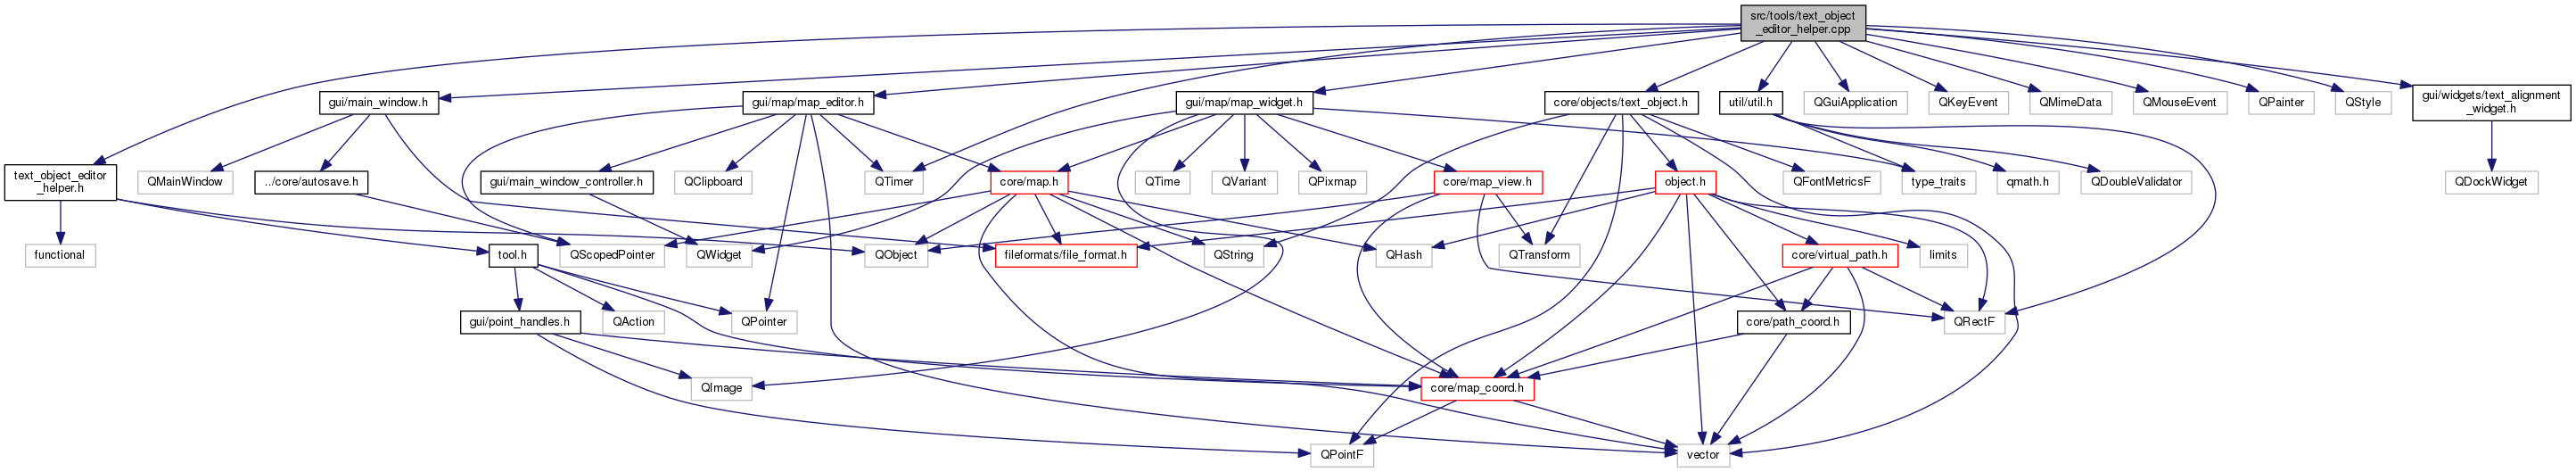 src/tools/text_object
_editor_helper.cpp
gui/main_window.h
gui/map/map_editor.h
gui/map/map_widget.h
core/objects/text_object.h
util/util.h
QGuiApplication
QKeyEvent
QMimeData
QMouseEvent
QPainter
QStyle
gui/widgets/text_alignment
_widget.h
text_object_editor
_helper.h
QMainWindow
../core/autosave.h
gui/main_window_controller.h
QClipboard
QTimer
core/map.h
QTime
QVariant
QPixmap
core/map_view.h
object.h
QFontMetricsF
type_traits
qmath.h
QDoubleValidator
QDockWidget
functional
tool.h
QScopedPointer
QWidget
QObject
fileformats/file_format.h
QString
QHash
QTransform
core/virtual_path.h
limits
gui/point_handles.h
QAction
QPointer
core/path_coord.h
QRectF
QImage
core/map_coord.h
QPointF
vector